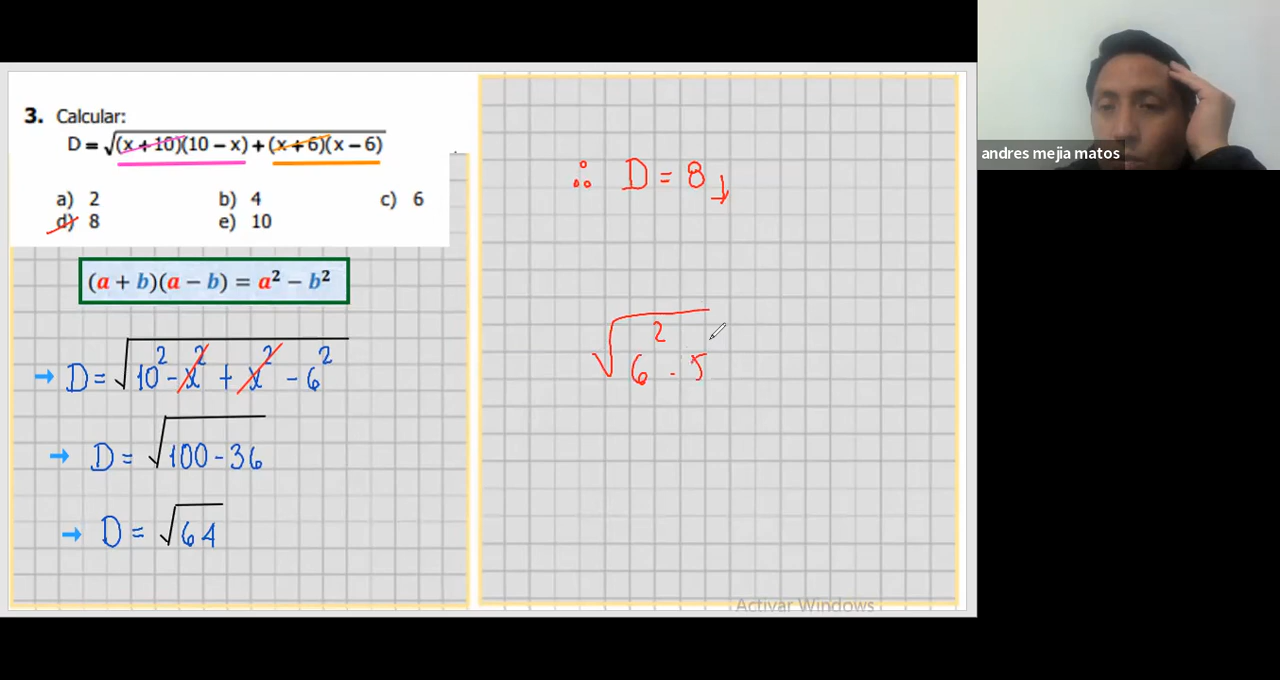 3. Calcular:
D = √(x + 10)(10 − x) + (x + 6)(x − 6)
a) 2 b) 4 c) 6
d) 8 e) 10
(a + b)(a − b) = a² − b²
→ D = √10² - x² + x² - 6²
→ D = √100 - 36
→ D = √64
∴ D = 8
√6² - 5
andres mejia matos
Activar Windows